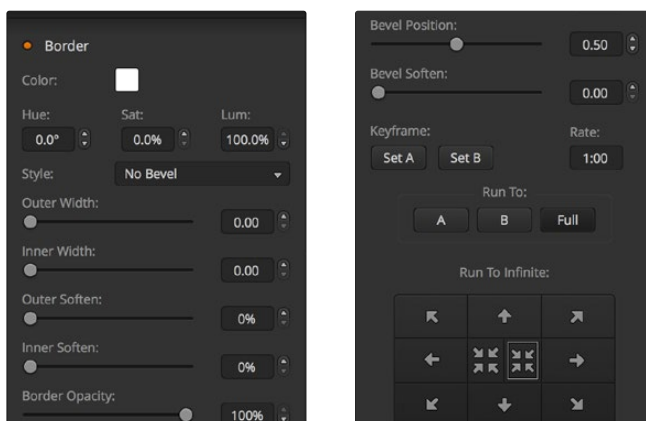 Border
Color:
Hue: Sat: Lum:
0.0° 0.0% 100.0%
Style: No Bevel
Outer Width:
0.00
Inner Width:
0.00
Outer Soften:
0%
Inner Soften:
0%
Border Opacity:
100%
Bevel Position:
0.50
Bevel Soften:
0.00
Keyframe: Rate:
Set A Set B 1:00
Run To:
A B Full
Run To Infinite: